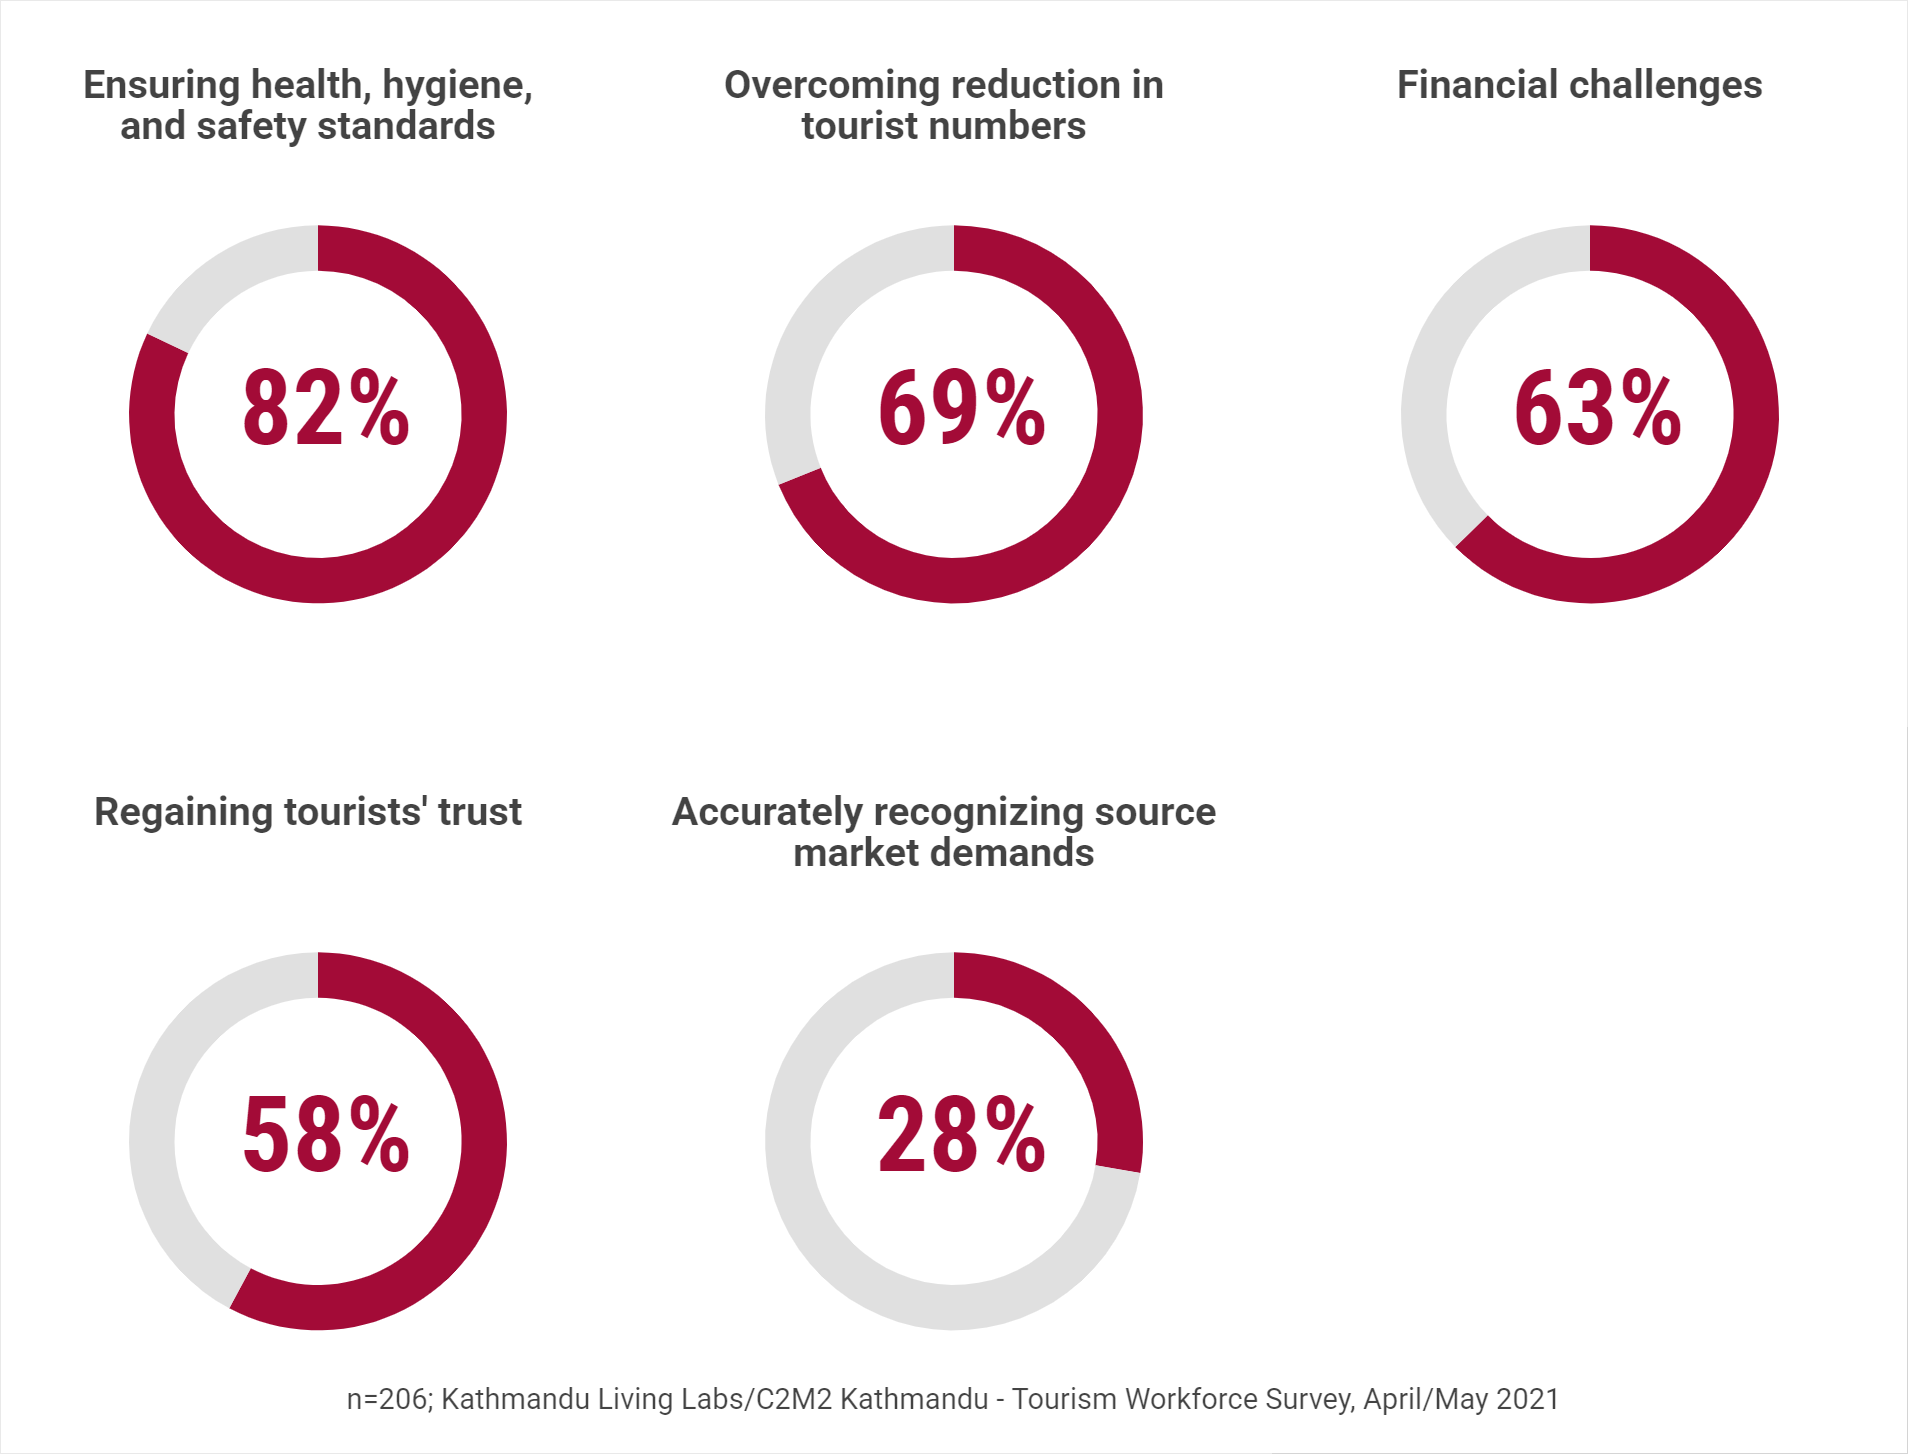 Ensuring health, hygiene,
and safety standards
82%
Overcoming reduction in
tourist numbers
69%
Financial challenges
63%
Regaining tourists' trust
58%
Accurately recognizing source
market demands
28%
n=206; Kathmandu Living Labs/C2M2 Kathmandu - Tourism Workforce Survey, April/May 2021